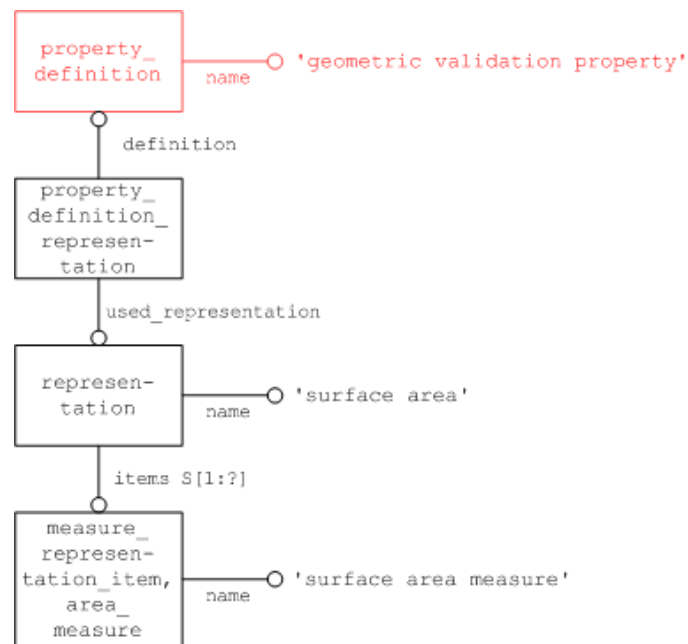 property_
definition
name
'geometric validation property'
definition
property_
definition_
represen-
tation
used_representation
represen-
tation
name
'surface area'
items S[1:?]
measure_
represen-
tation_item,
area_
measure
name
'surface area measure'